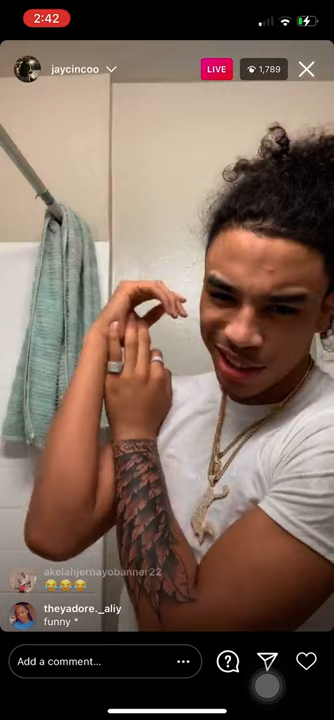 2:42
jaycincoo
LIVE
1,789
akelahjernayobanner22
😂😂😂
theyadore._aliy
funny *
Add a comment...